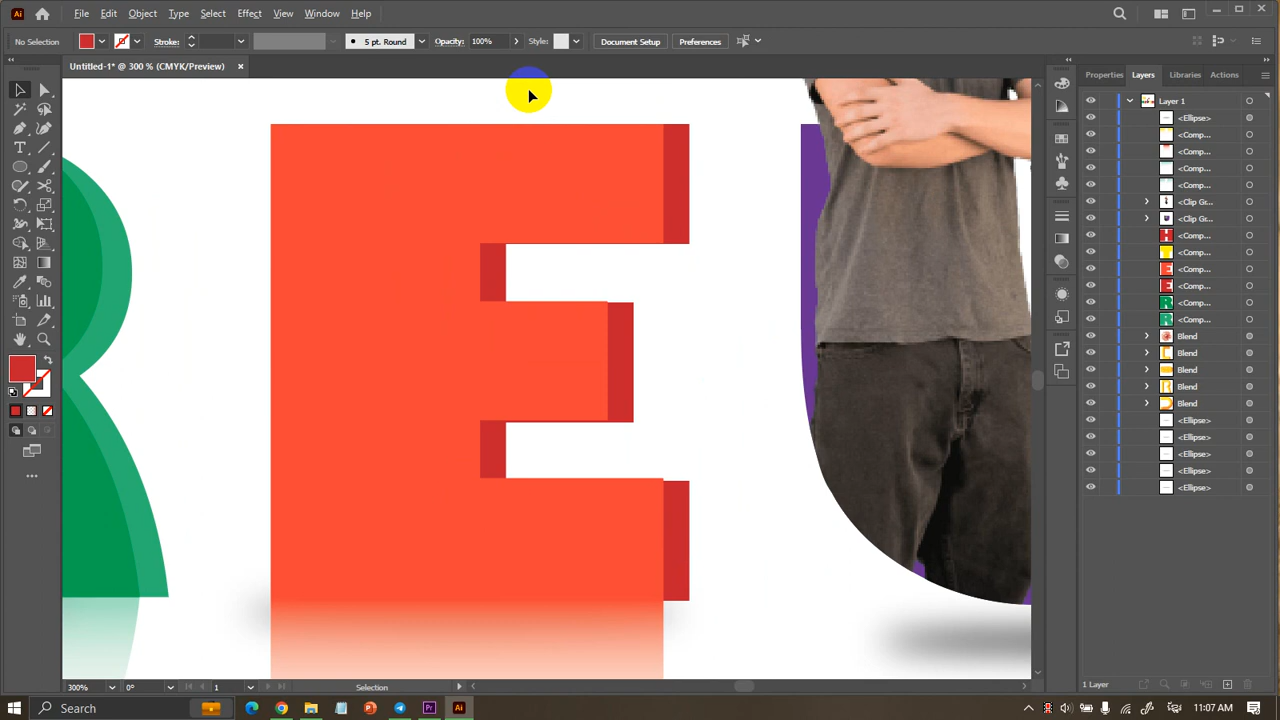 Ai File Edit Object Type Select Effect View Window Help
No Selection Stroke: 5 pt. Round Opacity: 100% Style: Document Setup Preferences
Untitled-1* @ 300 % (CMYK/Preview) ×
Properties Layers Libraries Actions
Layer 1
<Ellipse>
<Comp...
<Comp...
<Comp...
<Comp...
<Clip Gr...
<Clip Gr...
<Comp...
<Comp...
<Comp...
<Comp...
<Comp...
<Comp...
Blend
Blend
Blend
Blend
Blend
<Ellipse>
<Ellipse>
<Ellipse>
<Ellipse>
<Ellipse>
E
300% 0° 1 Selection
1 Layer
Search
11:07 AM